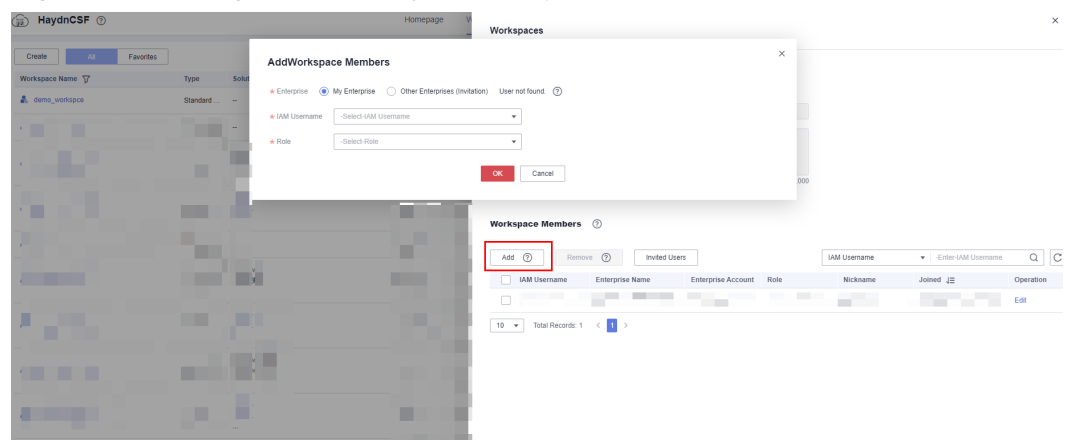 HaydnCSF ?
Homepage
Workspaces
Create All Favorites
Workspace Name Type Solut
demo_workspce Standard ... --
--
AddWorkspace Members
* Enterprise My Enterprise Other Enterprises (Invitation) User not found. ?
* IAM Username -Select-IAM Username
* Role -Select-Role
OK Cancel
,000
Workspace Members ?
Add ? Remove ? Invited Users IAM Username -Enter-IAM Username
IAM Username Enterprise Name Enterprise Account Role Nickname Joined Operation
Edit
10 Total Records: 1 < 1 >
...